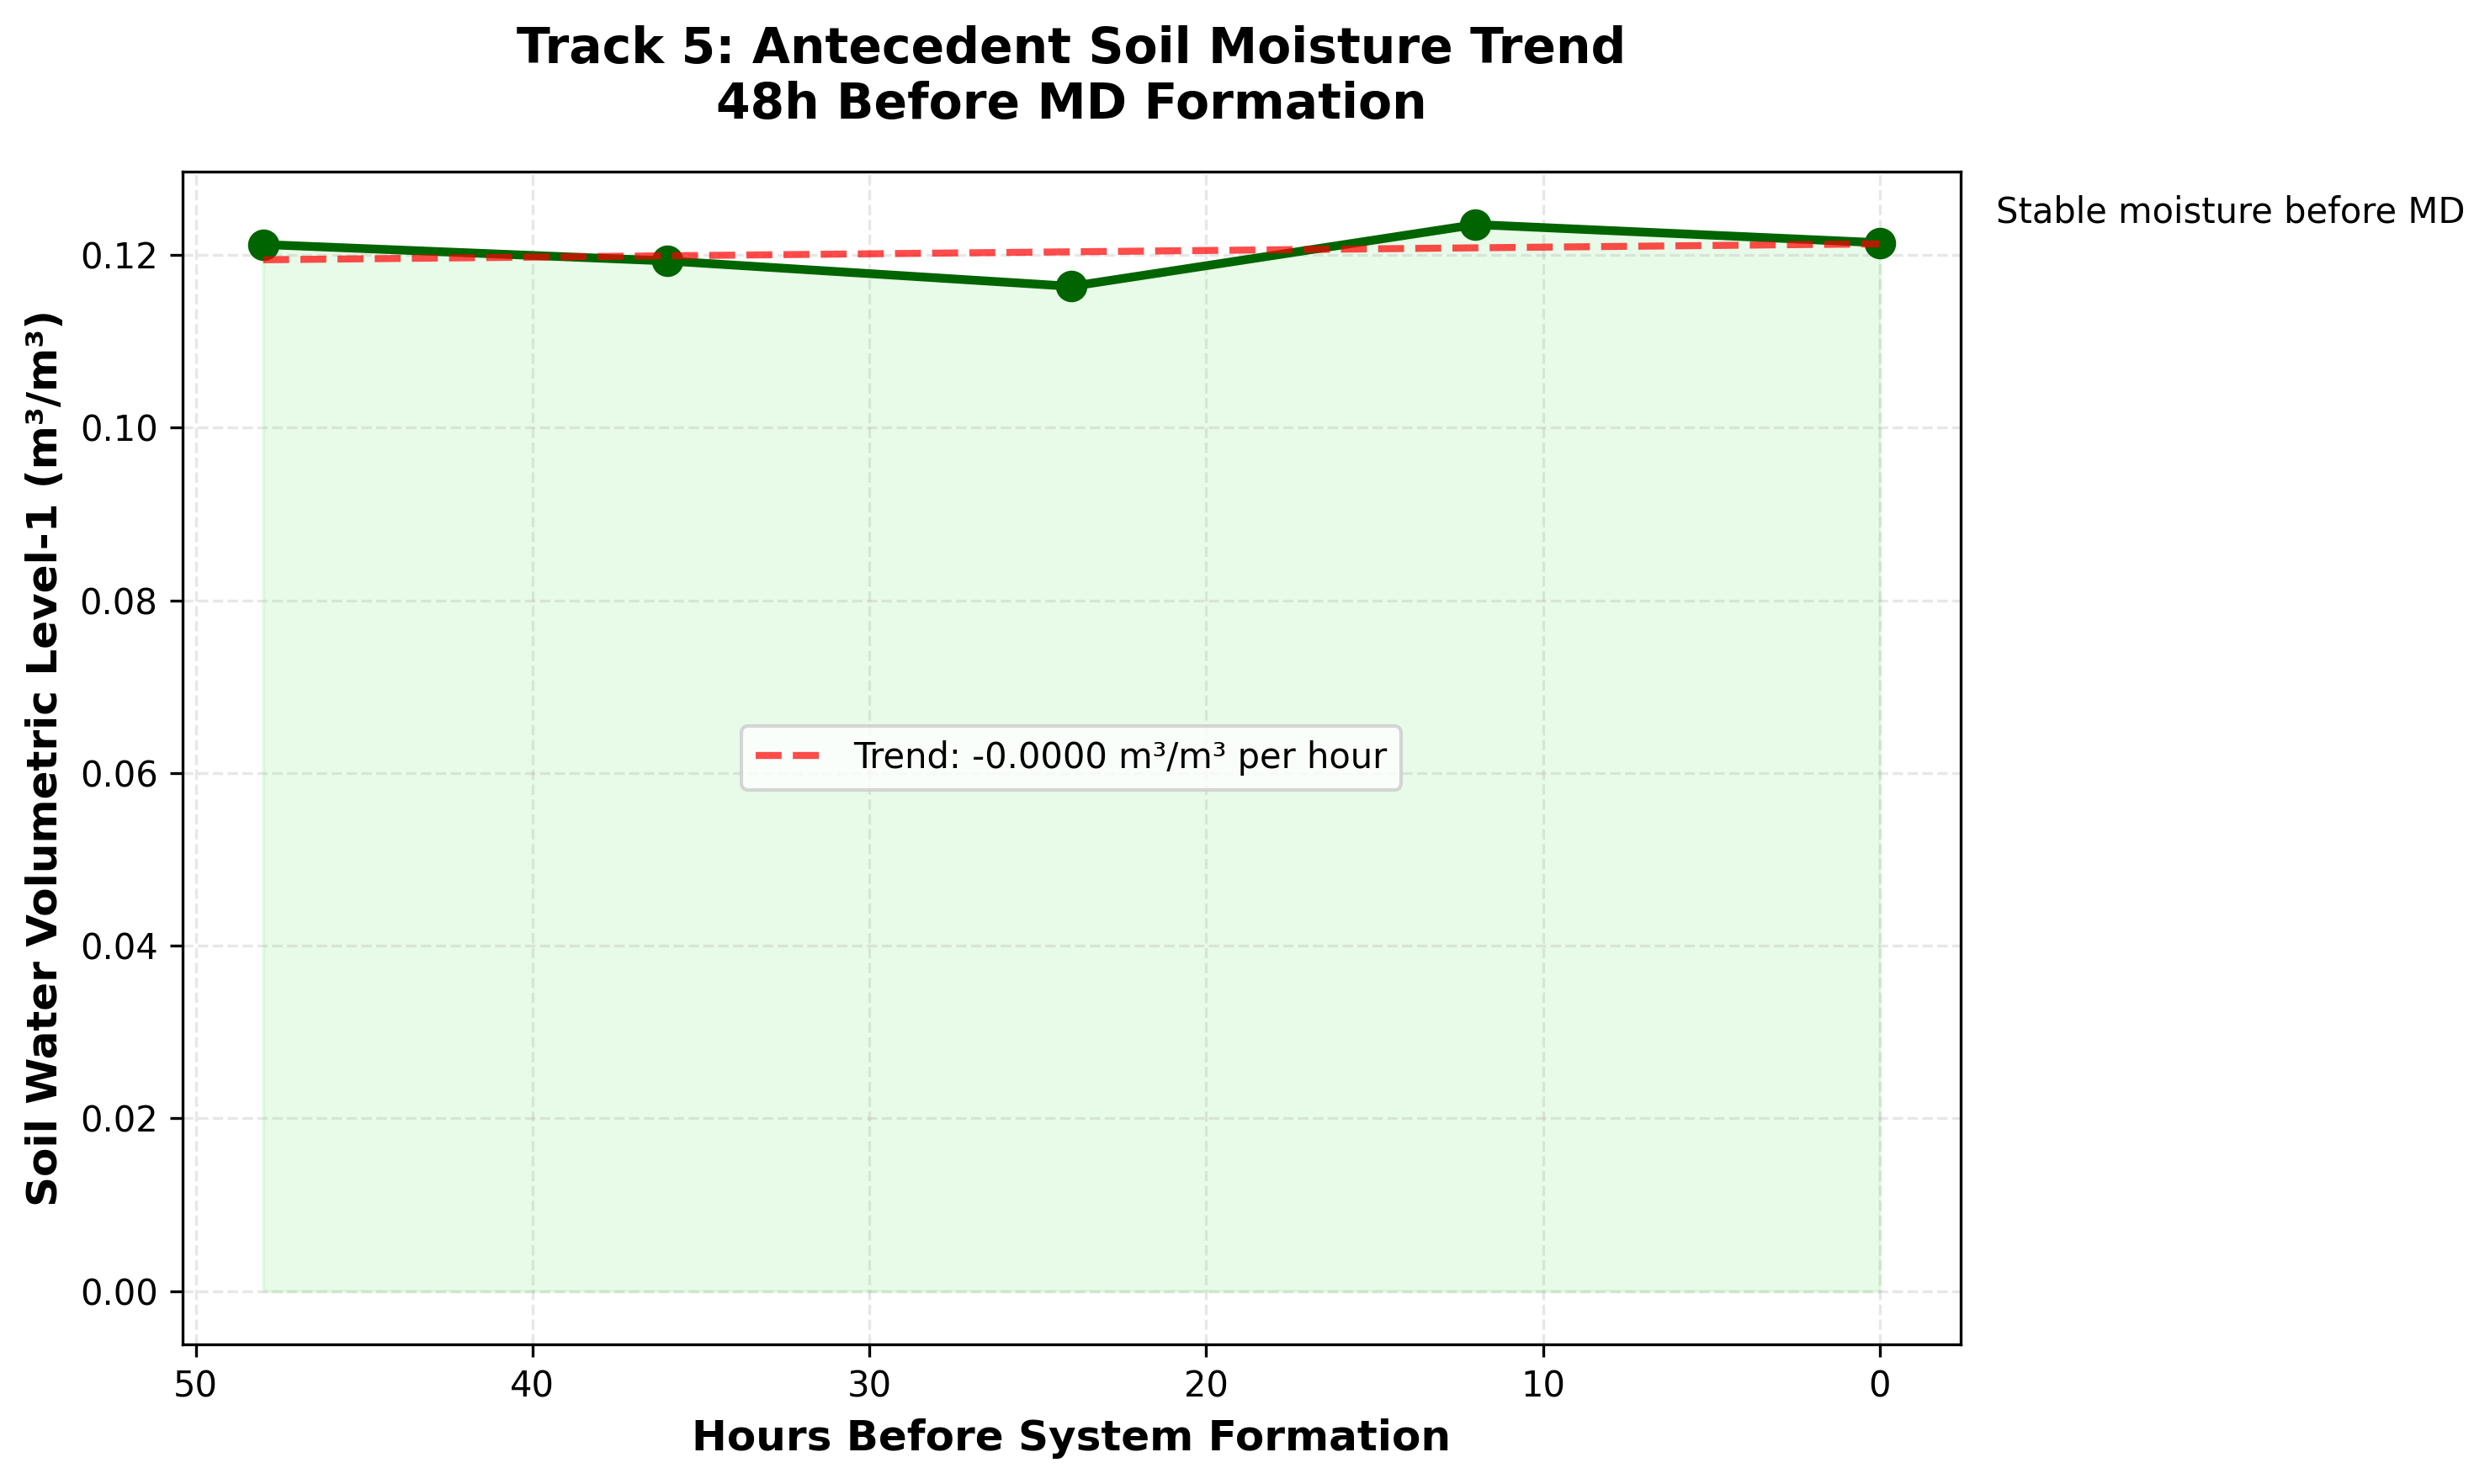 Track 5: Antecedent Soil Moisture Trend
48h Before MD Formation
Stable moisture before MD
Soil Water Volumetric Level-1 (m³/m³)
0.12
0.10
0.08
0.06
0.04
0.02
0.00
Trend: -0.0000 m³/m³ per hour
50 40 30 20 10 0
Hours Before System Formation